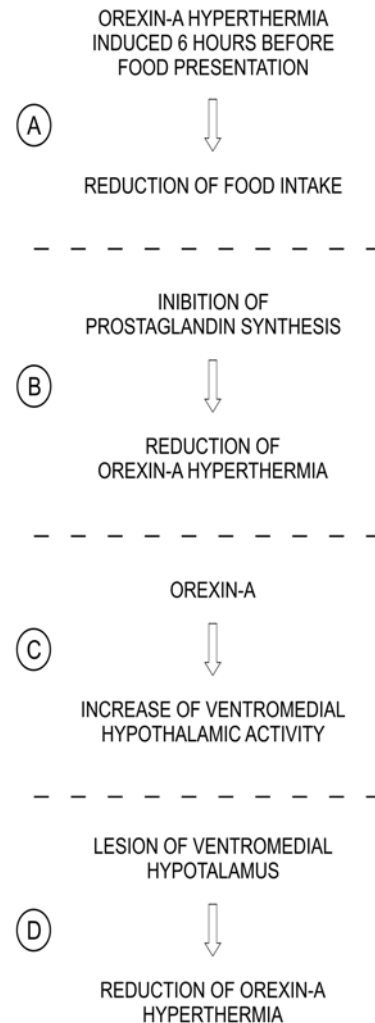 OREXIN-A HYPERTHERMIA
INDUCED 6 HOURS BEFORE
FOOD PRESENTATION
A
REDUCTION OF FOOD INTAKE
INIBITION OF
PROSTAGLANDIN SYNTHESIS
B
REDUCTION OF
OREXIN-A HYPERTHERMIA
OREXIN-A
C
INCREASE OF VENTROMEDIAL
HYPOTHALAMIC ACTIVITY
LESION OF VENTROMEDIAL
HYPOTALAMUS
D
REDUCTION OF OREXIN-A
HYPERTHERMIA